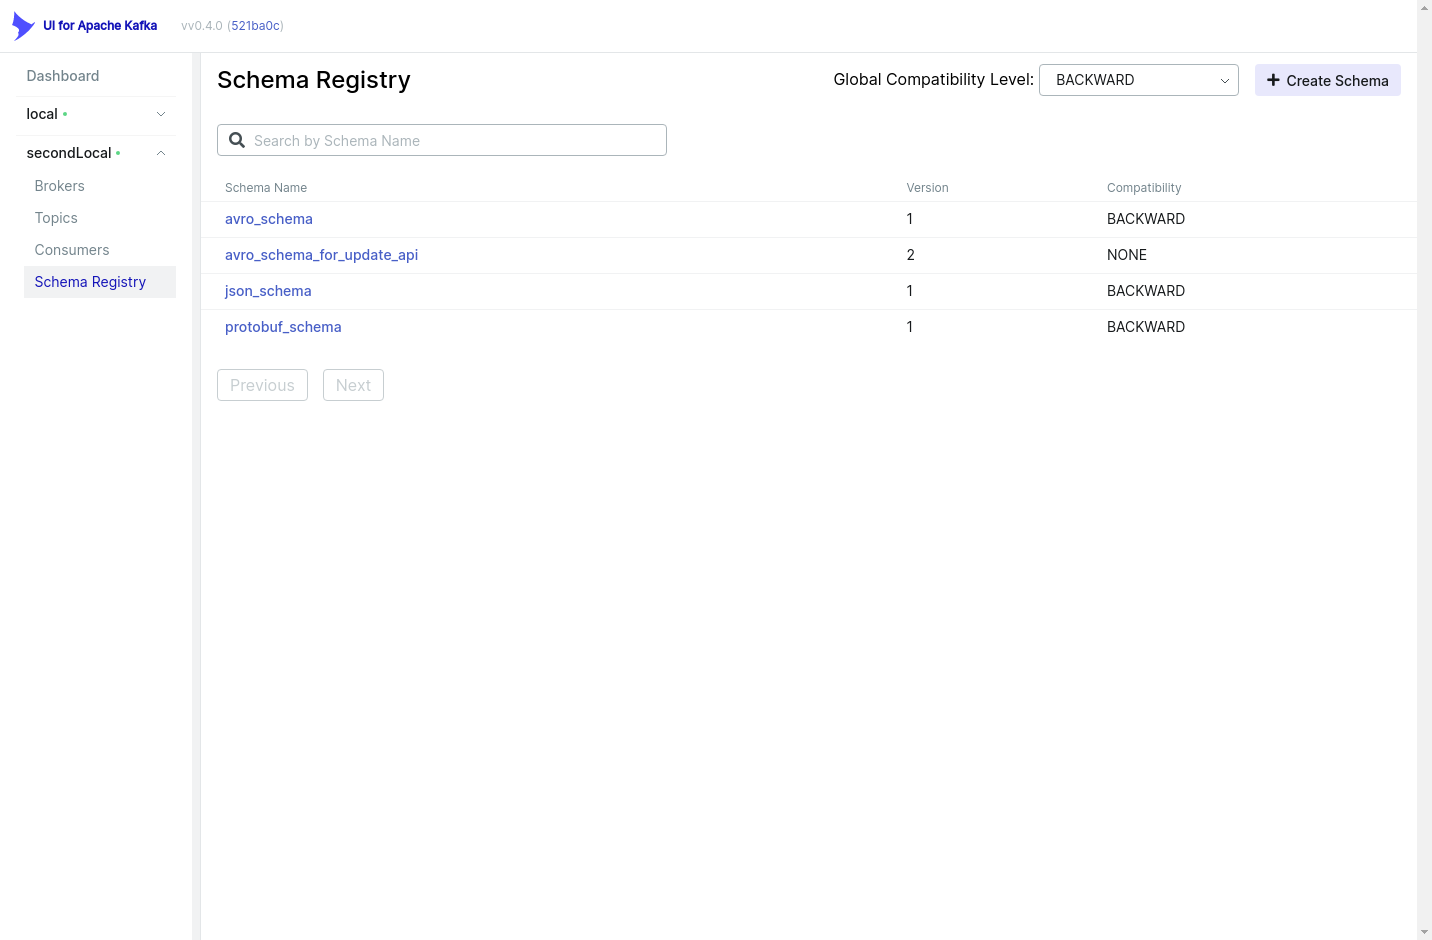 UI for Apache Kafka vv0.4.0 (521ba0c)
Dashboard
local
secondLocal
Brokers
Topics
Consumers
Schema Registry
Schema Registry
Global Compatibility Level: BACKWARD Create Schema
Search by Schema Name
Schema Name Version Compatibility
avro_schema 1 BACKWARD
avro_schema_for_update_api 2 NONE
json_schema 1 BACKWARD
protobuf_schema 1 BACKWARD
Previous Next